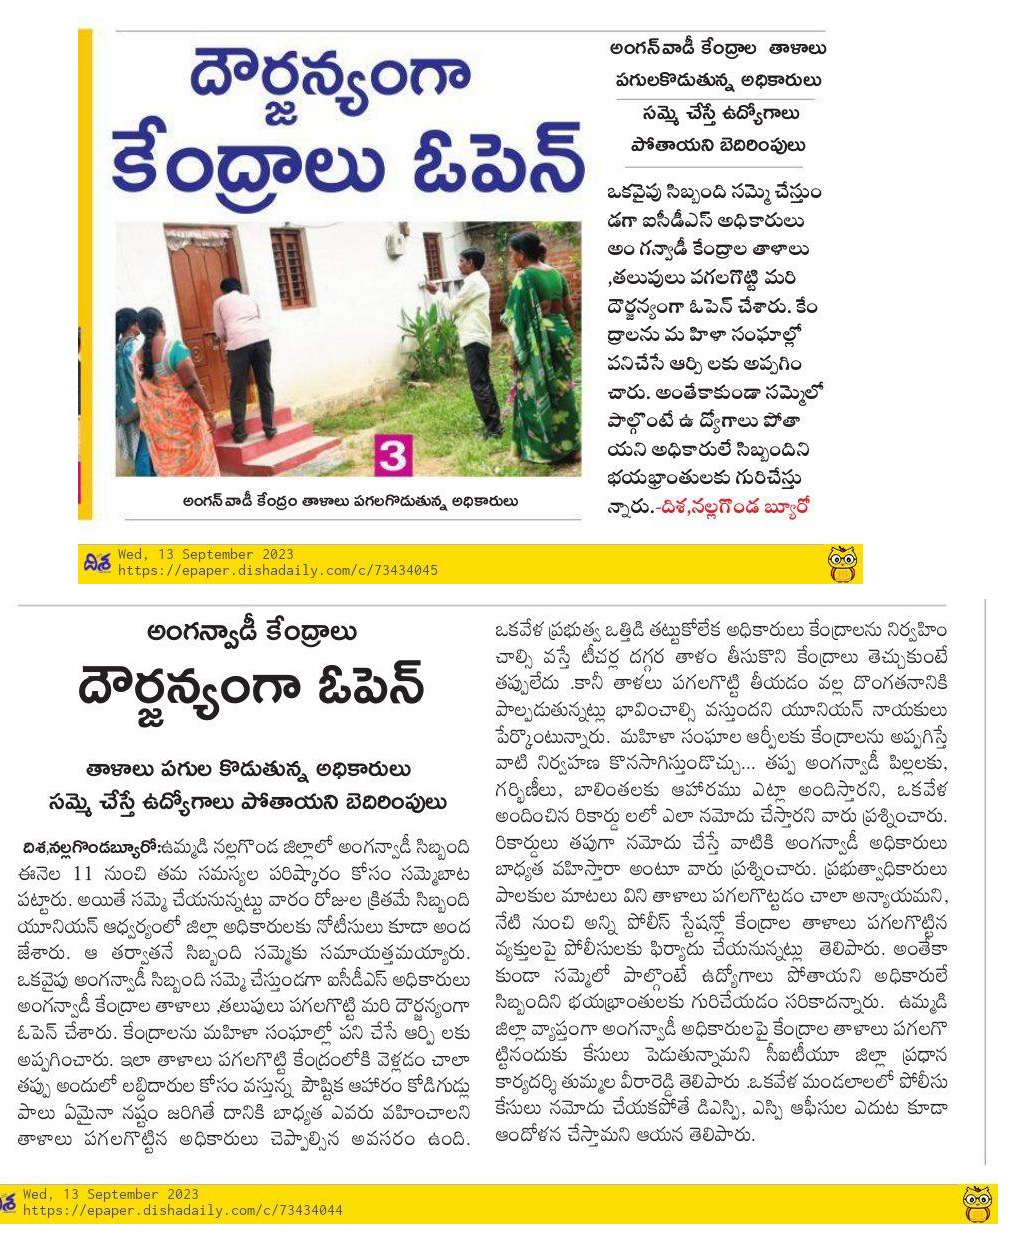 దౌర్జన్యంగా
కేంద్రాలు ఓపెన్
3
అంగన్‌వాడీ కేంద్రం తాళాలు పగలగొడుతున్న అధికారులు
అంగన్‌వాడీ కేంద్రాల తాళాలు
పగులకొడుతున్న అధికారులు
సమ్మె చేస్తే ఉద్యోగాలు
పోతాయని బెదిరింపులు
ఒకవైపు సిబ్బంది సమ్మె చేస్తుం
డగా ఐసీడీఎస్ అధికారులు
అం గన్వాడీ కేంద్రాల తాళాలు
,తలుపులు పగలగొట్టి మరి
దౌర్జన్యంగా ఓపెన్ చేశారు. కేం
ద్రాలను మ హిళా సంఘాల్లో
పనిచేసే ఆర్పి లకు అప్పగిం
చారు. అంతేకాకుండా సమ్మెలో
పాల్గొంటే ఉ ద్యోగాలు పోతా
యని అధికారులే సిబ్బందిని
భయభ్రాంతులకు గురిచేస్తు
న్నారు.-దిశ,నల్లగొండ బ్యూరో
దిశ Wed, 13 September 2023
https://epaper.dishadaily.com/c/73434045
అంగన్వాడీ కేంద్రాలు
దౌర్జన్యంగా ఓపెన్
తాళాలు పగుల కొడుతున్న అధికారులు
సమ్మె చేస్తే ఉద్యోగాలు పోతాయని బెదిరింపులు
దిశ,నల్లగొండబ్యూరో:ఉమ్మడి నల్లగొండ జిల్లాలో అంగన్వాడీ సిబ్బంది
ఈనెల 11 నుంచి తమ సమస్యల పరిష్కారం కోసం సమ్మెబాట
పట్టారు. అయితే సమ్మె చేయనున్నట్టు వారం రోజుల క్రితమే సిబ్బంది
యూనియన్ ఆధ్వర్యంలో జిల్లా అధికారులకు నోటీసులు కూడా అంద
జేశారు. ఆ తర్వాతనే సిబ్బంది సమ్మెకు సమాయత్తమయ్యారు.
ఒకవైపు అంగన్వాడీ సిబ్బంది సమ్మె చేస్తుండగా ఐసీడీఎస్ అధికారులు
అంగన్వాడీ కేంద్రాల తాళాలు ,తలుపులు పగలగొట్టి మరి దౌర్జన్యంగా
ఓపెన్ చేశారు. కేంద్రాలను మహిళా సంఘాల్లో పని చేసే ఆర్పి లకు
అప్పగించారు. ఇలా తాళాలు పగలగొట్టి కేంద్రంలోకి వెళ్లడం చాలా
తప్పు అందులో లబ్ధిదారుల కోసం వస్తున్న పౌష్టిక ఆహారం కోడిగుడ్లు
పాలు ఏమైనా నష్టం జరిగితే దానికి బాధ్యత ఎవరు వహించాలని
తాళాలు పగలగొట్టిన అధికారులు చెప్పాల్సిన అవసరం ఉంది.
ఒకవేళ ప్రభుత్వ ఒత్తిడి తట్టుకోలేక అధికారులు కేంద్రాలను నిర్వహిం
చాల్సి వస్తే టీచర్ల దగ్గర తాళం తీసుకొని కేంద్రాలు తెచ్చుకుంటే
తప్పులేదు .కానీ తాళలు పగలగొట్టి తీయడం వల్ల దొంగతనానికి
పాల్పడుతున్నట్లు భావించాల్సి వస్తుందని యూనియన్ నాయకులు
పేర్కొంటున్నారు. మహిళా సంఘాల ఆర్పీలకు కేంద్రాలను అప్పగిస్తే
వాటి నిర్వహణ కొనసాగిస్తుండొచ్చు... తప్ప అంగన్వాడీ పిల్లలకు,
గర్భిణీలు, బాలింతలకు ఆహారము ఎట్లా అందిస్తారని, ఒకవేళ
అందించిన రికార్డు లలో ఎలా నమోదు చేస్తారని వారు ప్రశ్నించారు.
రికార్డులు తపుగా నమోదు చేస్తే వాటికి అంగన్వాడీ అధికారులు
బాధ్యత వహిస్తారా అంటూ వారు ప్రశ్నించారు. ప్రభుత్వాధికారులు
పాలకుల మాటలు విని తాళాలు పగలగొట్టడం చాలా అన్యాయమని,
నేటి నుంచి అన్ని పోలీస్ స్టేషన్లో కేంద్రాల తాళాలు పగలగొట్టిన
వ్యక్తులపై పోలీసులకు ఫిర్యాదు చేయనున్నట్లు తెలిపారు. అంతేకా
కుండా సమ్మెలో పాల్గొంటే ఉద్యోగాలు పోతాయని అధికారులే
సిబ్బందిని భయభ్రాంతులకు గురిచేయడం సరికాదన్నారు. ఉమ్మడి
జిల్లా వ్యాప్తంగా అంగన్వాడీ అధికారులపై కేంద్రాల తాళాలు పగలగొ
ట్టినందుకు కేసులు పెడుతున్నామని సీఐటీయూ జిల్లా ప్రధాన
కార్యదర్శి తుమ్మల వీరారెడ్డి తెలిపారు .ఒకవేళ మండలాలలో పోలీసు
కేసులు నమోదు చేయకపోతే డిఎస్పి, ఎస్పి ఆఫీసుల ఎదుట కూడా
ఆందోళన చేస్తామని ఆయన తెలిపారు.
Wed, 13 September 2023
https://epaper.dishadaily.com/c/73434044